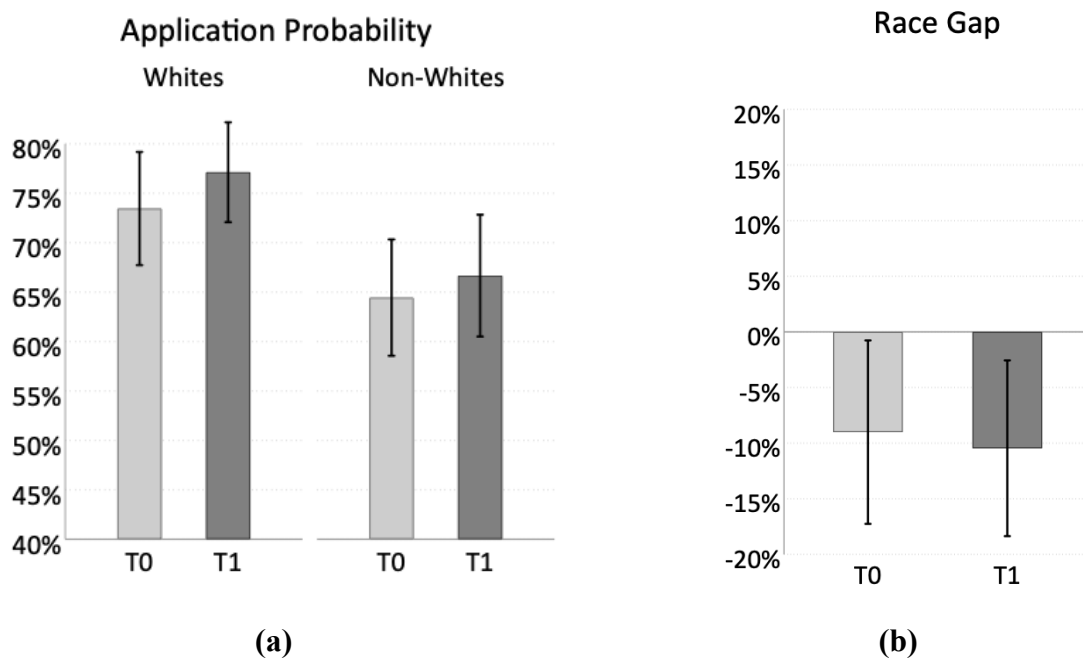 Application Probability
Whites Non-Whites
80%
75%
70%
65%
60%
55%
50%
45%
40%
T0 T1 T0 T1
(a)
Race Gap
20%
15%
10%
5%
0%
-5%
-10%
-15%
-20%
T0 T1
(b)